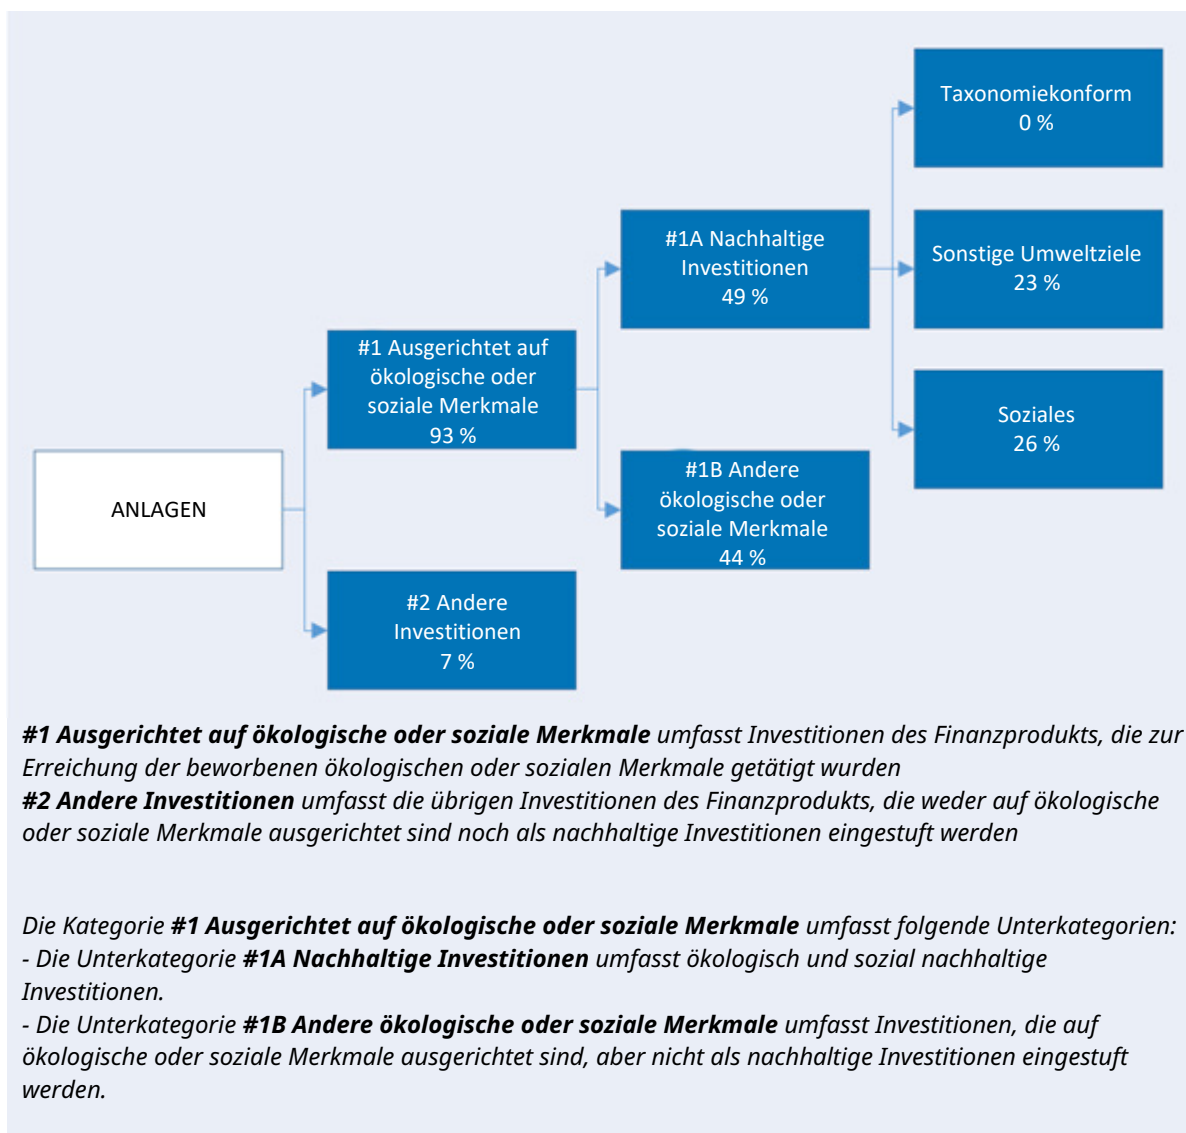 Taxonomiekonform
0 %
#1A Nachhaltige
Investitionen
49 %
Sonstige Umweltziele
23 %
#1 Ausgerichtet auf
ökologische oder
soziale Merkmale
93 %
Soziales
26 %
ANLAGEN
#1B Andere
ökologische oder
soziale Merkmale
44 %
#2 Andere
Investitionen
7 %
#1 Ausgerichtet auf ökologische oder soziale Merkmale umfasst Investitionen des Finanzprodukts, die zur
Erreichung der beworbenen ökologischen oder sozialen Merkmale getätigt wurden
#2 Andere Investitionen umfasst die übrigen Investitionen des Finanzprodukts, die weder auf ökologische
oder soziale Merkmale ausgerichtet sind noch als nachhaltige Investitionen eingestuft werden
Die Kategorie #1 Ausgerichtet auf ökologische oder soziale Merkmale umfasst folgende Unterkategorien:
- Die Unterkategorie #1A Nachhaltige Investitionen umfasst ökologisch und sozial nachhaltige
Investitionen.
- Die Unterkategorie #1B Andere ökologische oder soziale Merkmale umfasst Investitionen, die auf
ökologische oder soziale Merkmale ausgerichtet sind, aber nicht als nachhaltige Investitionen eingestuft
werden.